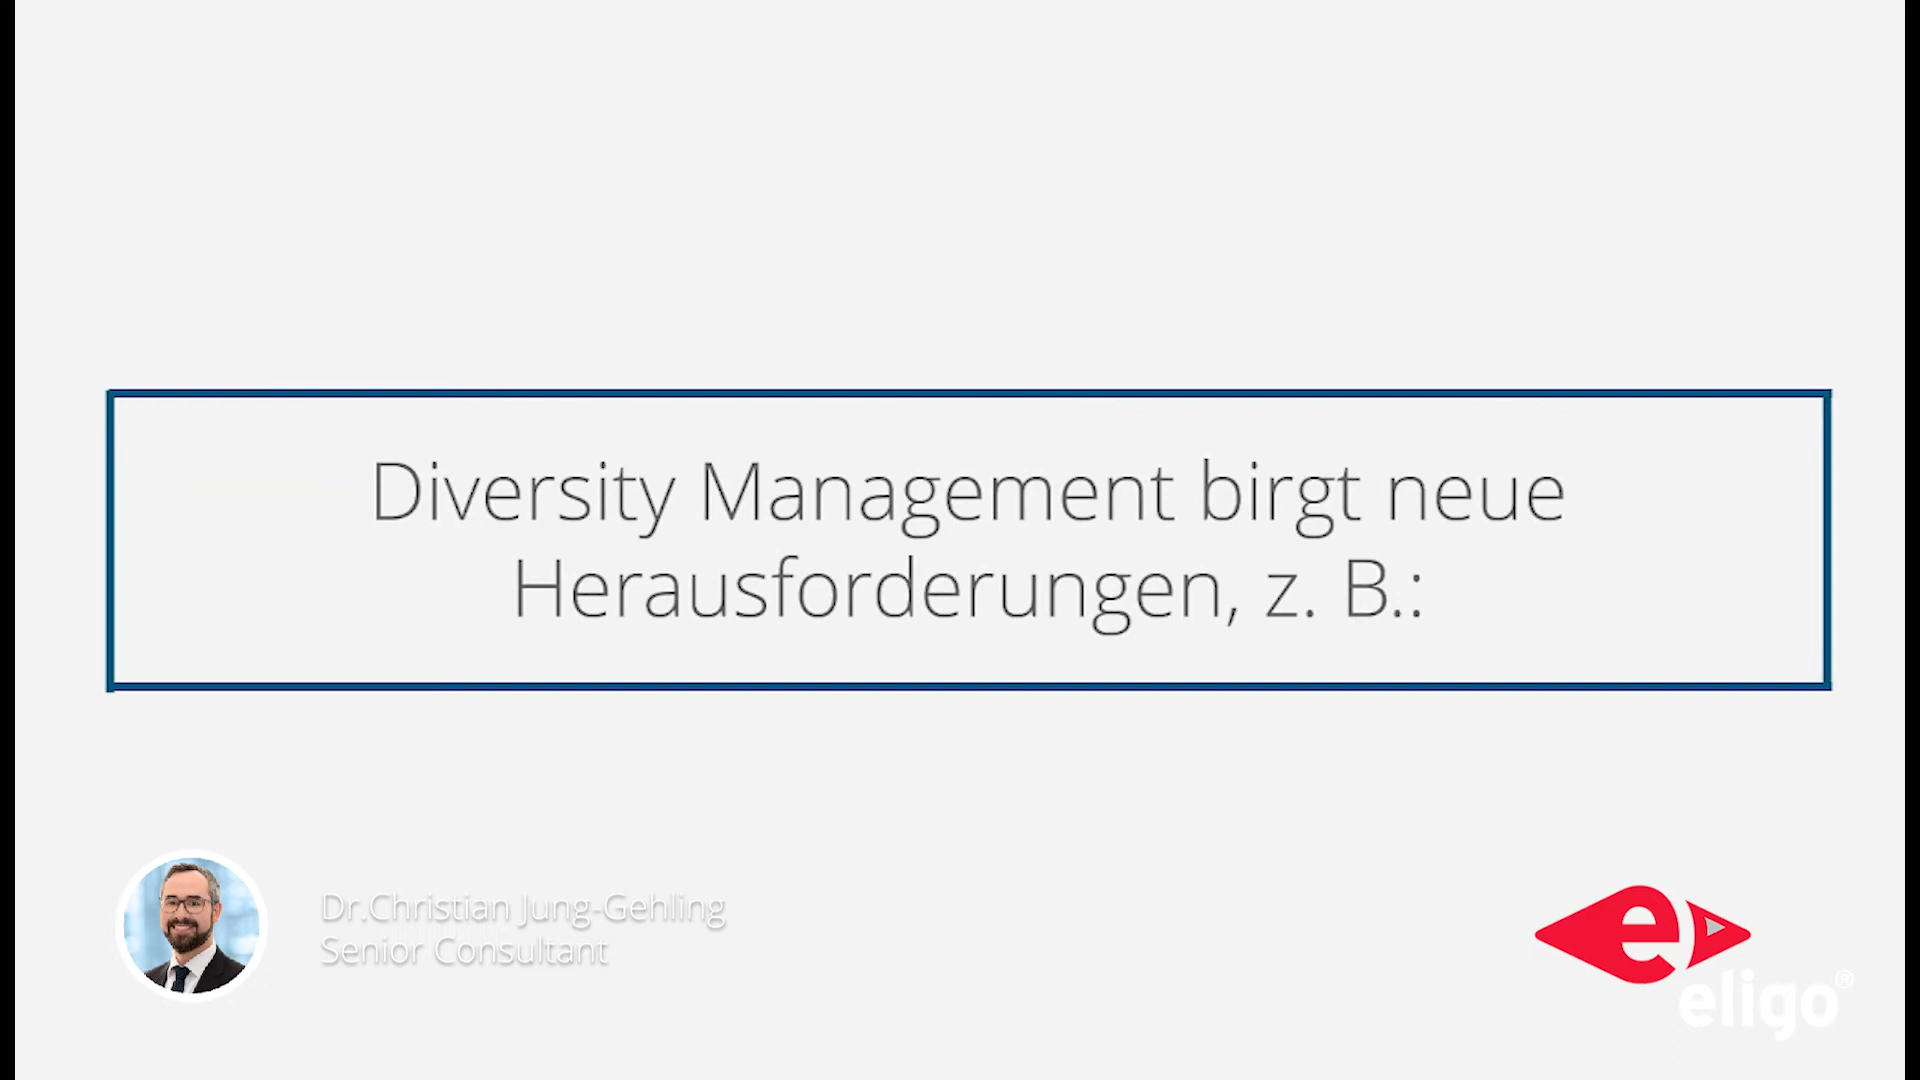 Diversity Management birgt neue
Herausforderungen, z. B.:
Dr.Christian Jung-Gehling
Senior Consultant
e
eligo®